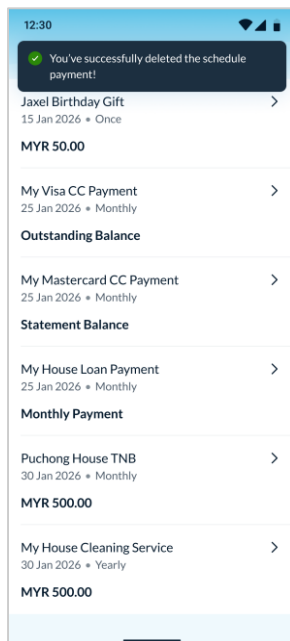 12:30
You've successfully deleted the schedule
payment!
Jaxel Birthday Gift
15 Jan 2026 • Once
MYR 50.00
My Visa CC Payment
25 Jan 2026 • Monthly
Outstanding Balance
My Mastercard CC Payment
25 Jan 2026 • Monthly
Statement Balance
My House Loan Payment
25 Jan 2026 • Monthly
Monthly Payment
Puchong House TNB
30 Jan 2026 • Monthly
MYR 500.00
My House Cleaning Service
30 Jan 2026 • Yearly
MYR 500.00